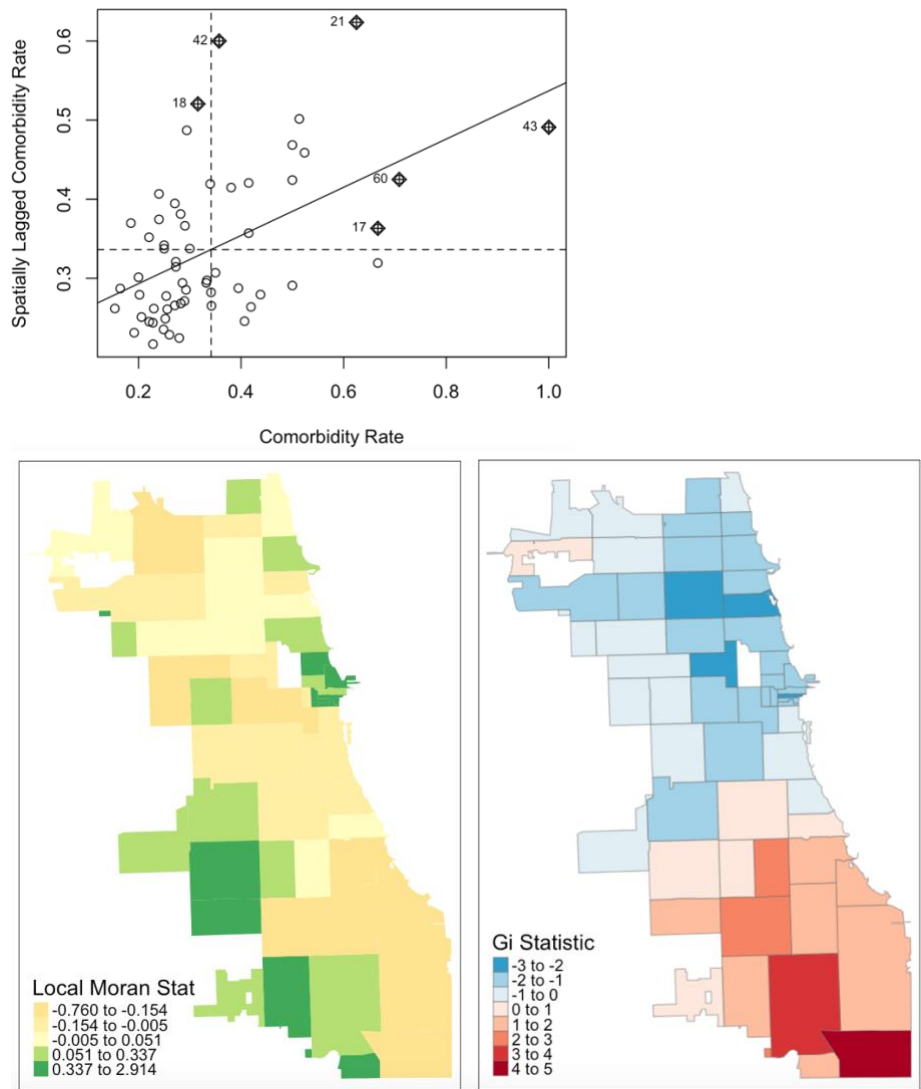 Spatially Lagged Comorbidity Rate
0.6
0.5
0.4
0.3
21
42
18
43
60
17
0.2
0.4
0.6
0.8
1.0
Comorbidity Rate
Local Moran Stat
-0.760 to -0.154
-0.154 to -0.005
-0.005 to 0.051
0.051 to 0.337
0.337 to 2.914
Gi Statistic
-3 to -2
-2 to -1
-1 to 0
0 to 1
1 to 2
2 to 3
3 to 4
4 to 5